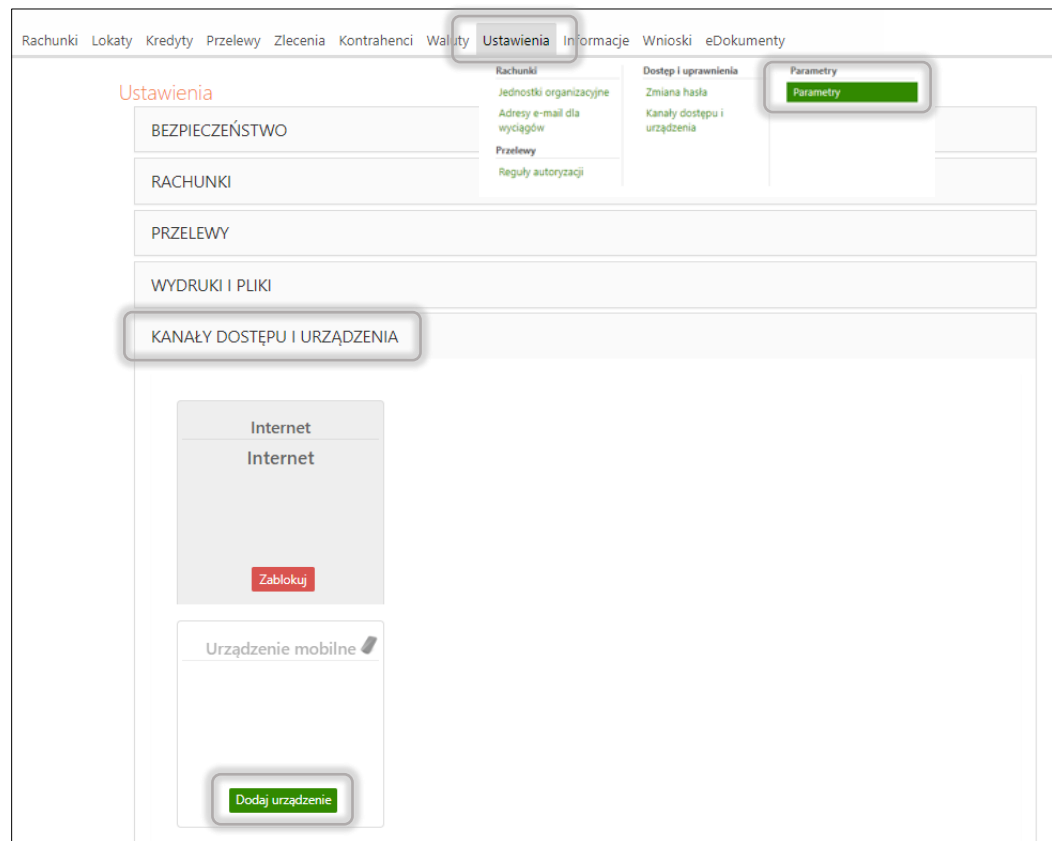 Rachunki Lokaty Kredyty Przelewy Zlecenia Kontrahenci Waluty Ustawienia Informacje Wnioski eDokumenty
Rachunki
Jednostki organizacyjne
Adresy e-mail dla
wyciągów
Przelewy
Reguły autoryzacji
Dostęp i uprawnienia
Zmiana hasła
Kanały dostępu i
urządzenia
Parametry
Parametry
Ustawienia
BEZPIECZEŃSTWO
RACHUNKI
PRZELEWY
WYDRUKI I PLIKI
KANAŁY DOSTĘPU I URZĄDZENIA
Internet
Internet
Zablokuj
Urządzenie mobilne
Dodaj urządzenie